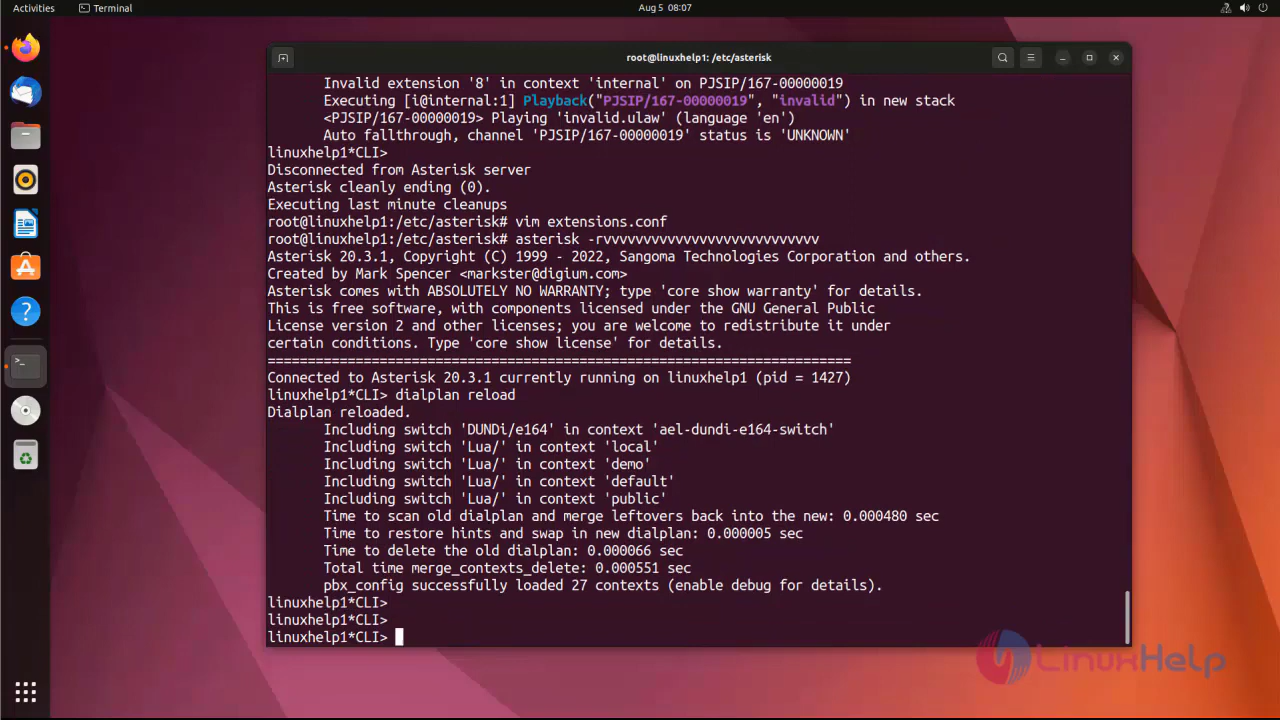 Activities
Terminal
Aug 5 08:07
root@linuxhelp1: /etc/asterisk
Invalid extension '8' in context 'internal' on PJSIP/167-00000019
Executing [i@internal:1] Playback("PJSIP/167-00000019", "invalid") in new stack
<PJSIP/167-00000019> Playing 'invalid.ulaw' (language 'en')
Auto fallthrough, channel 'PJSIP/167-00000019' status is 'UNKNOWN'
linuxhelp1*CLI>
Disconnected from Asterisk server
Asterisk cleanly ending (0).
Executing last minute cleanups
root@linuxhelp1:/etc/asterisk# vim extensions.conf
root@linuxhelp1:/etc/asterisk# asterisk -rvvvvvvvvvvvvvvvvvvvvvvvvvvv
Asterisk 20.3.1, Copyright (C) 1999 - 2022, Sangoma Technologies Corporation and others.
Created by Mark Spencer <markster@digium.com>
Asterisk comes with ABSOLUTELY NO WARRANTY; type 'core show warranty' for details.
This is free software, with components licensed under the GNU General Public
License version 2 and other licenses; you are welcome to redistribute it under
certain conditions. Type 'core show license' for details.
=========================================================================
Connected to Asterisk 20.3.1 currently running on linuxhelp1 (pid = 1427)
linuxhelp1*CLI> dialplan reload
Dialplan reloaded.
Including switch 'DUNDi/e164' in context 'ael-dundi-e164-switch'
Including switch 'Lua/' in context 'local'
Including switch 'Lua/' in context 'demo'
Including switch 'Lua/' in context 'default'
Including switch 'Lua/' in context 'public'
Time to scan old dialplan and merge leftovers back into the new: 0.000480 sec
Time to restore hints and swap in new dialplan: 0.000005 sec
Time to delete the old dialplan: 0.000066 sec
Total time merge_contexts_delete: 0.000551 sec
pbx_config successfully loaded 27 contexts (enable debug for details).
linuxhelp1*CLI>
linuxhelp1*CLI>
linuxhelp1*CLI>
LinuxHelp